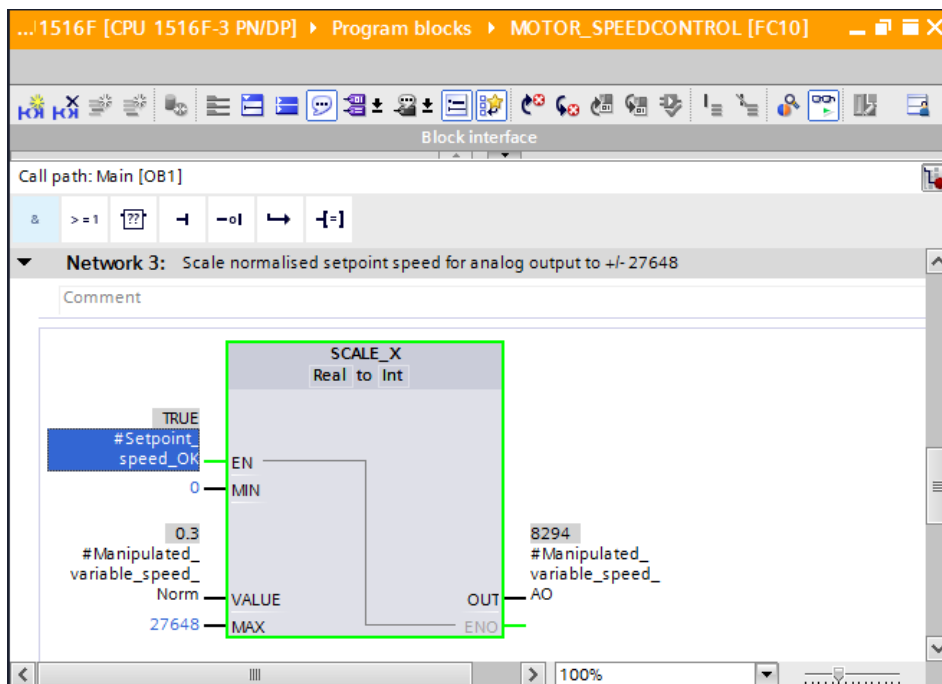 ...1516F [CPU 1516F-3 PN/DP] ▸ Program blocks ▸ MOTOR_SPEEDCONTROL [FC10]
Block interface
Call path: Main [OB1]
& >=1 ??
Network 3: Scale normalised setpoint speed for analog output to +/- 27648
Comment
SCALE_X
Real to Int
TRUE
#Setpoint_
speed_OK
EN
0
MIN
0.3
#Manipulated_
variable_speed_
Norm
VALUE
27648
MAX
8294
#Manipulated_
variable_speed_
AO
OUT
ENO
100%